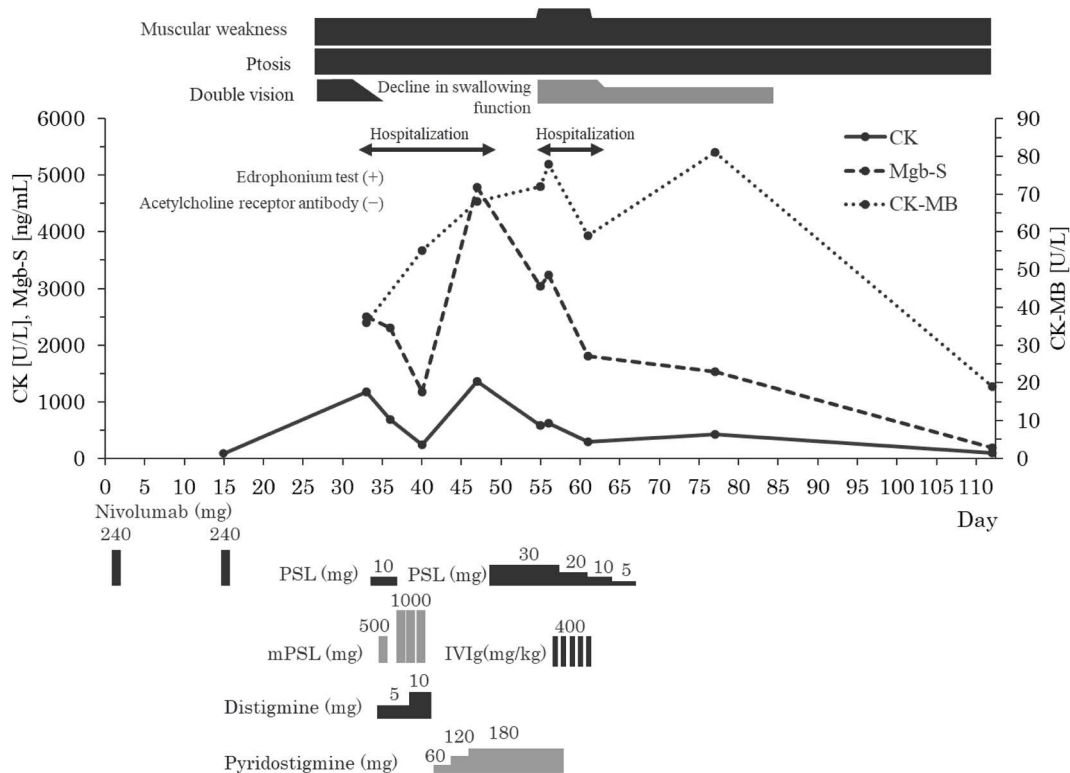 Muscular weakness
Ptosis
Double vision
Decline in swallowing
function
6000
5000
4000
3000
2000
1000
0
CK [U/L], Mgb-S [ng/mL]
Hospitalization
Hospitalization
Edrophonium test (+)
Acetylcholine receptor antibody (−)
CK
Mgb-S
CK-MB
90
80
70
60
50
40
30
20
10
0
CK-MB [U/L]
0 5 10 15 20 25 30 35 40 45 50 55 60 65 70 75 80 85 90 95 100 105 110
Day
Nivolumab (mg)
240 240
PSL (mg) 10 PSL (mg) 30 20 10 5
mPSL (mg) 500 1000 IVIg(mg/kg) 400
Distigmine (mg) 5 10
Pyridostigmine (mg) 60 120 180